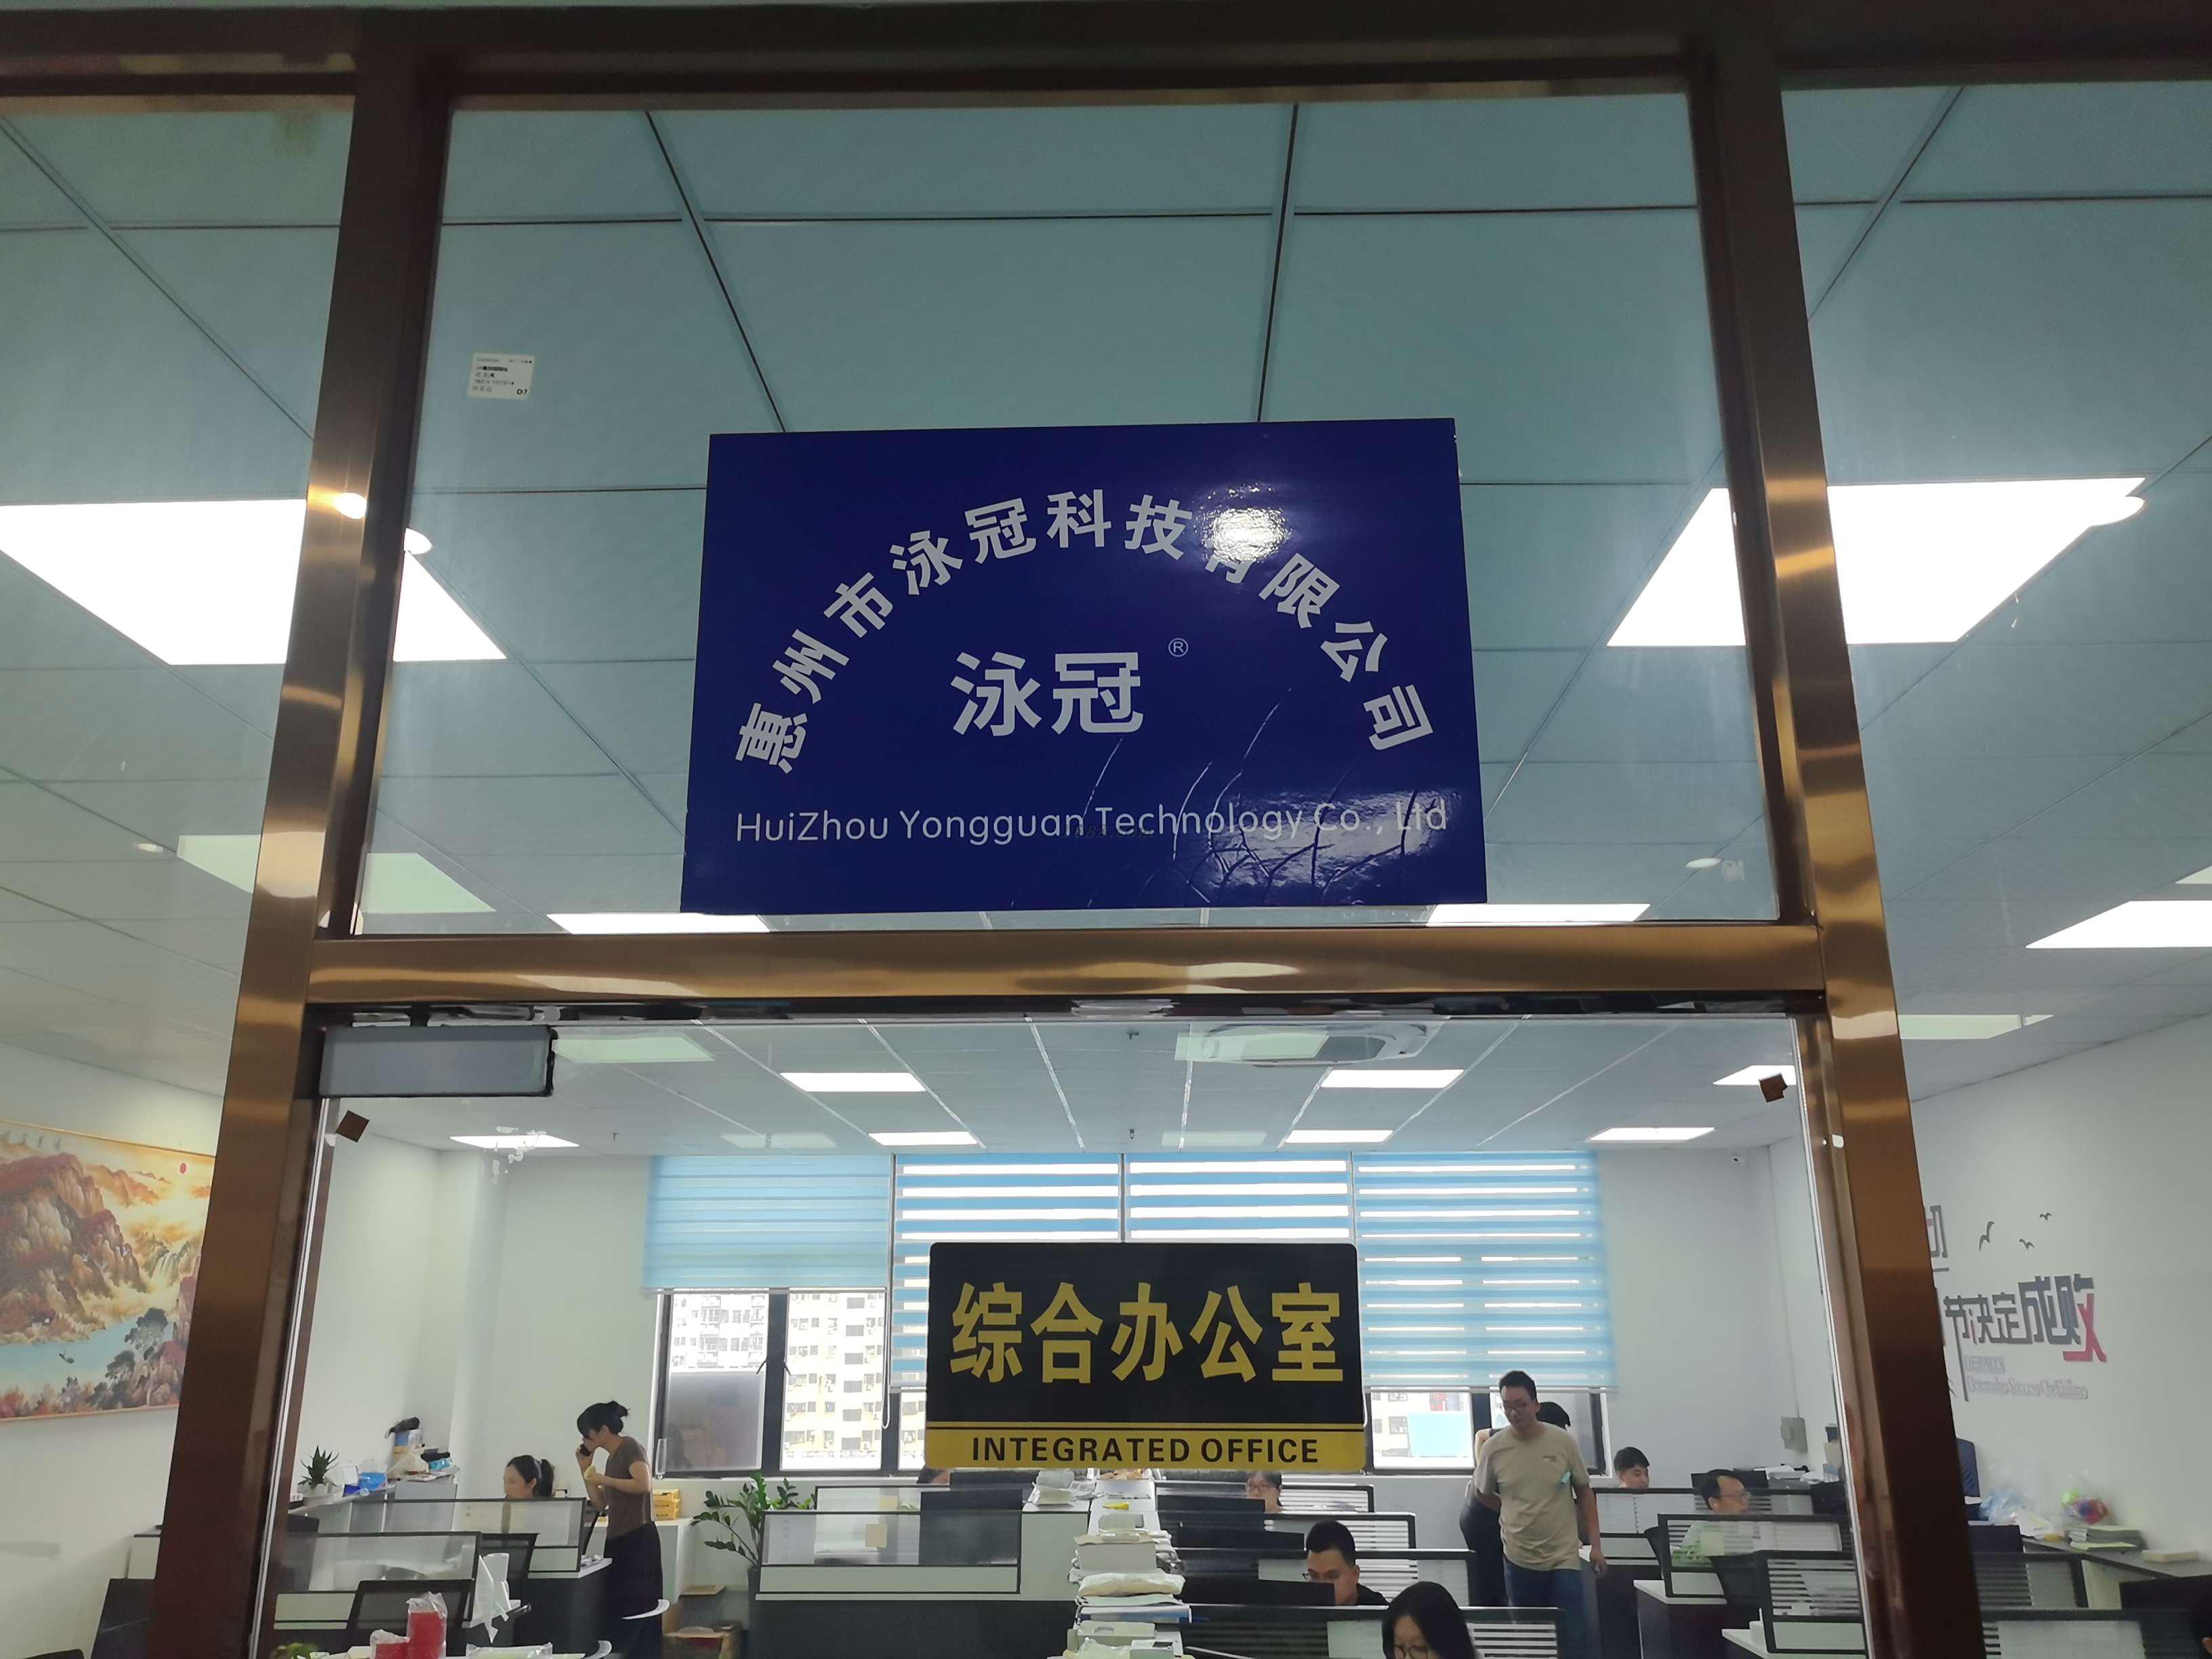 惠州市泳冠科技有限公司
泳冠®
HuiZhou Yongguan Technology Co., Ltd
综合办公室
INTEGRATED OFFICE
节决定成败
D7